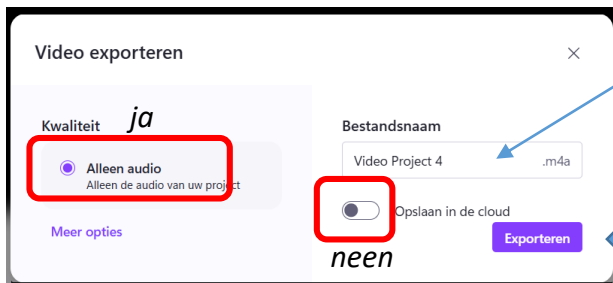 Video exporteren
Kwaliteit
ja
Alleen audio
Alleen de audio van uw project
Meer opties
Bestandsnaam
Video Project 4
.m4a
Opslaan in de cloud
neen
Exporteren